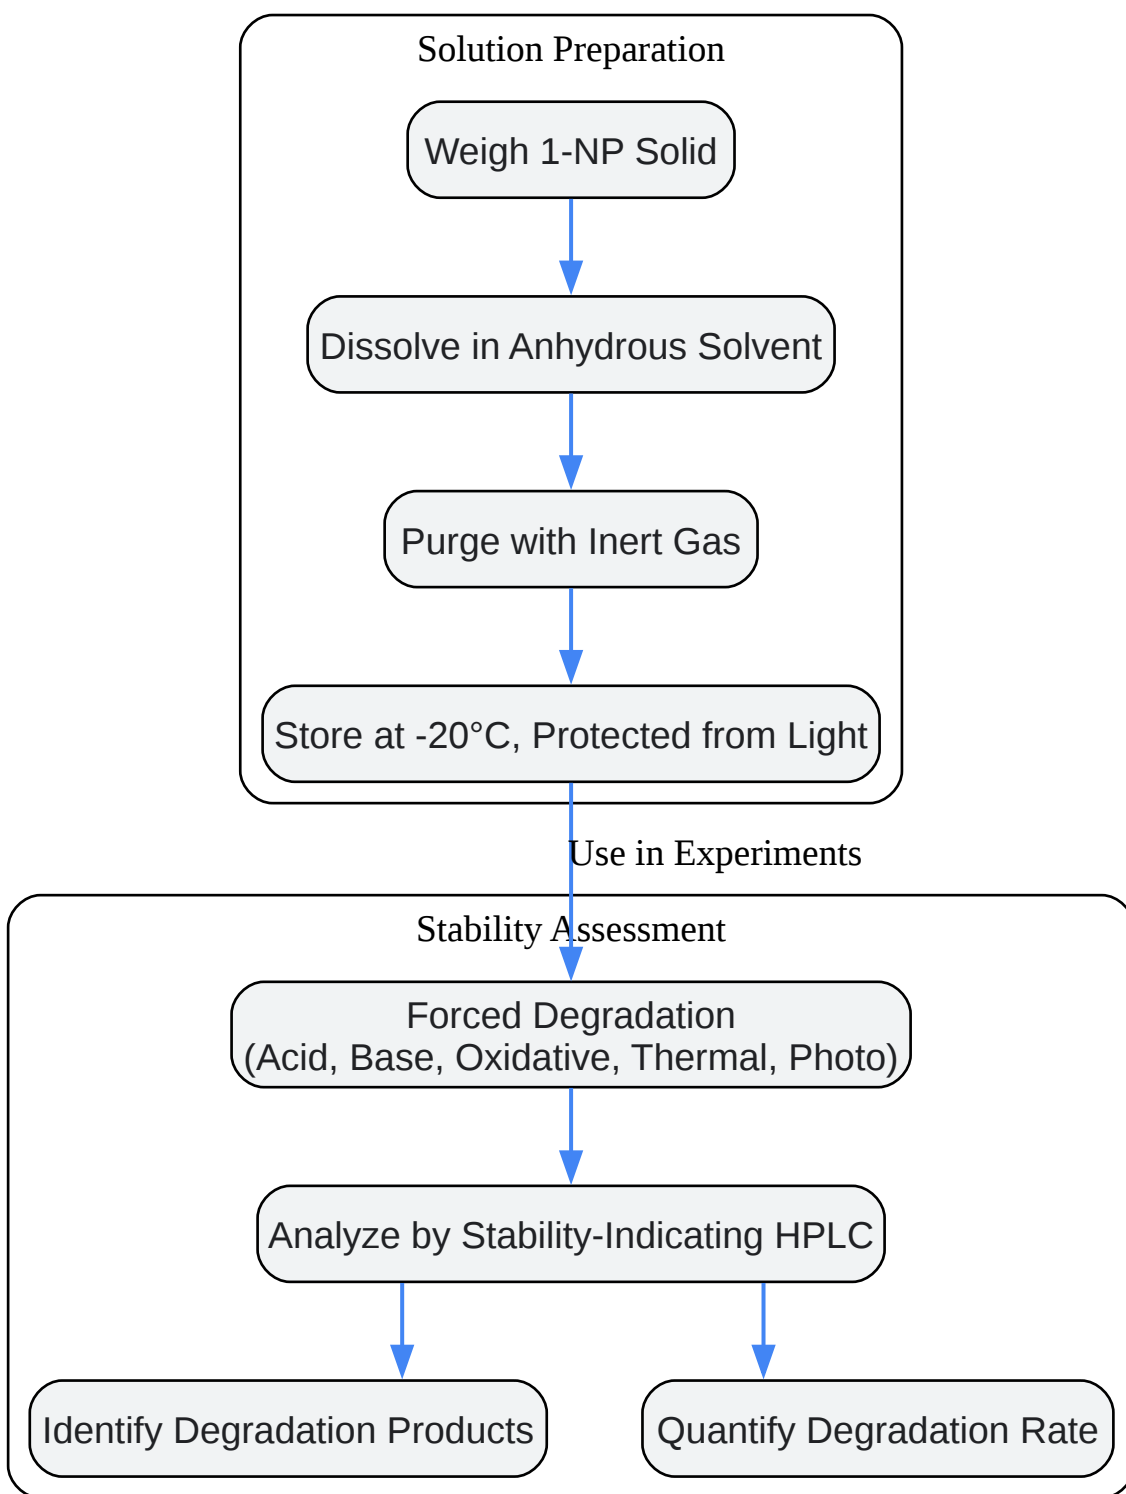 Solution Preparation
Weigh 1-NP Solid
Dissolve in Anhydrous Solvent
Purge with Inert Gas
Store at -20°C, Protected from Light
Use in Experiments
Stability Assessment
Forced Degradation
(Acid, Base, Oxidative, Thermal, Photo)
Analyze by Stability-Indicating HPLC
Identify Degradation Products
Quantify Degradation Rate